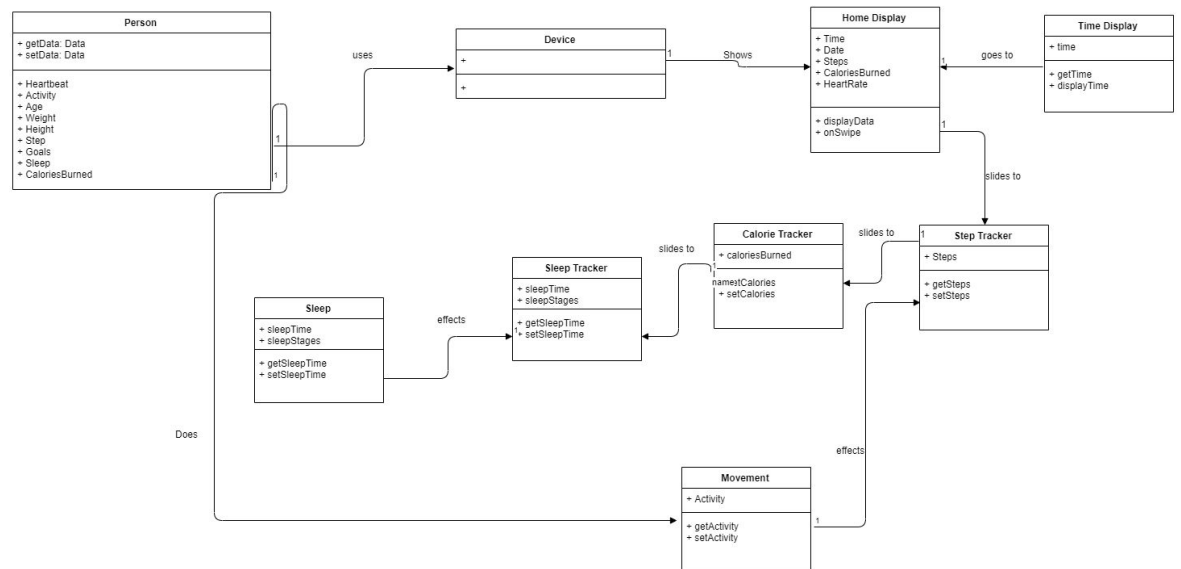 Person
+ getData: Data
+ setData: Data
+ Heartbeat
+ Activity
+ Age
+ Weight
+ Height
+ Step
+ Goals
+ Sleep
+ CaloriesBurned
1
1
uses
Device
+
+
1
Shows
Home Display
+ Time
+ Date
+ Steps
+ CaloriesBurned
+ HeartRate
+ displayData
+ onSwipe
1
1
goes to
Time Display
+ time
+ getTime
+ displayTime
slides to
Step Tracker
+ Steps
+ getSteps
+ setSteps
1
slides to
Calorie Tracker
+ caloriesBurned
name
tCalories
+ setCalories
1
slides to
Sleep Tracker
+ sleepTime
+ sleepStages
+ getSleepTime
+ setSleepTime
1
effects
Sleep
+ sleepTime
+ sleepStages
+ getSleepTime
+ setSleepTime
Does
effects
Movement
+ Activity
+ getActivity
+ setActivity
1